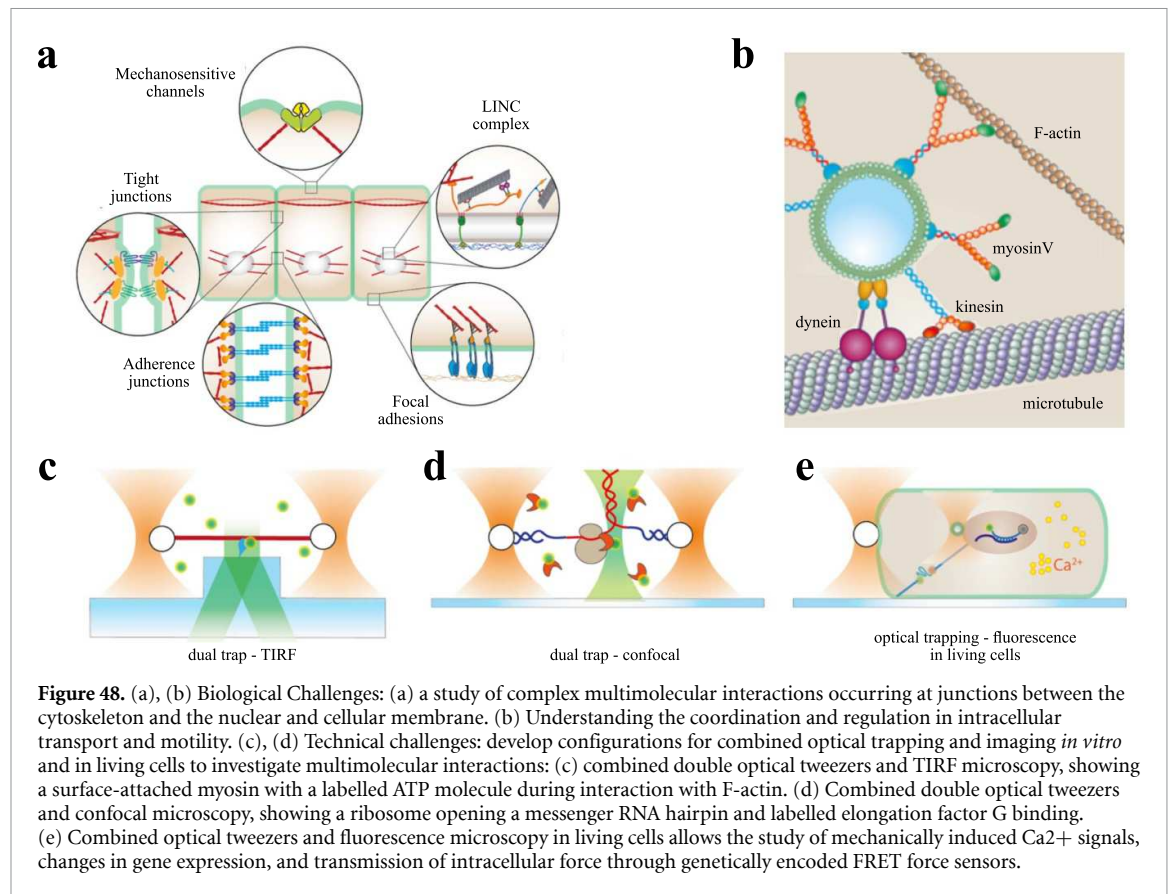 a
Mechanosensitive
channels
LINC
complex
Tight
junctions
Adherence
junctions
Focal
adhesions
b
F-actin
myosinV
kinesin
dynein
microtubule
c
dual trap - TIRF
d
dual trap - confocal
e
Ca2+
optical trapping - fluorescence
in living cells
Figure 48. (a), (b) Biological Challenges: (a) a study of complex multimolecular interactions occurring at junctions between the
cytoskeleton and the nuclear and cellular membrane. (b) Understanding the coordination and regulation in intracellular
transport and motility. (c), (d) Technical challenges: develop configurations for combined optical trapping and imaging in vitro
and in living cells to investigate multimolecular interactions: (c) combined double optical tweezers and TIRF microscopy, showing
a surface-attached myosin with a labelled ATP molecule during interaction with F-actin. (d) Combined double optical tweezers
and confocal microscopy, showing a ribosome opening a messenger RNA hairpin and labelled elongation factor G binding.
(e) Combined optical tweezers and fluorescence microscopy in living cells allows the study of mechanically induced Ca2+ signals,
changes in gene expression, and transmission of intracellular force through genetically encoded FRET force sensors.